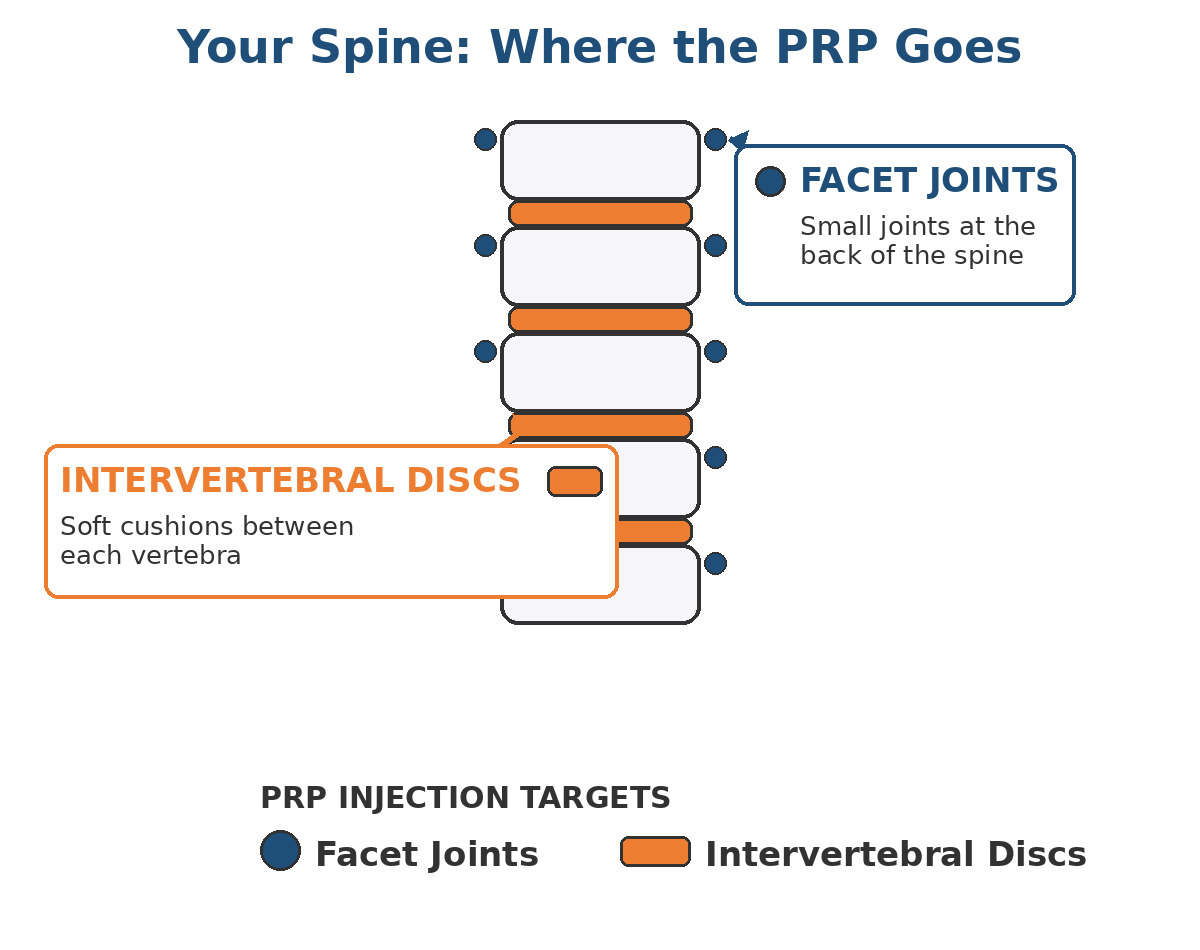 Your Spine: Where the PRP Goes
FACET JOINTS
Small joints at the
back of the spine
INTERVERTEBRAL DISCS
Soft cushions between
each vertebra
PRP INJECTION TARGETS
Facet Joints
Intervertebral Discs